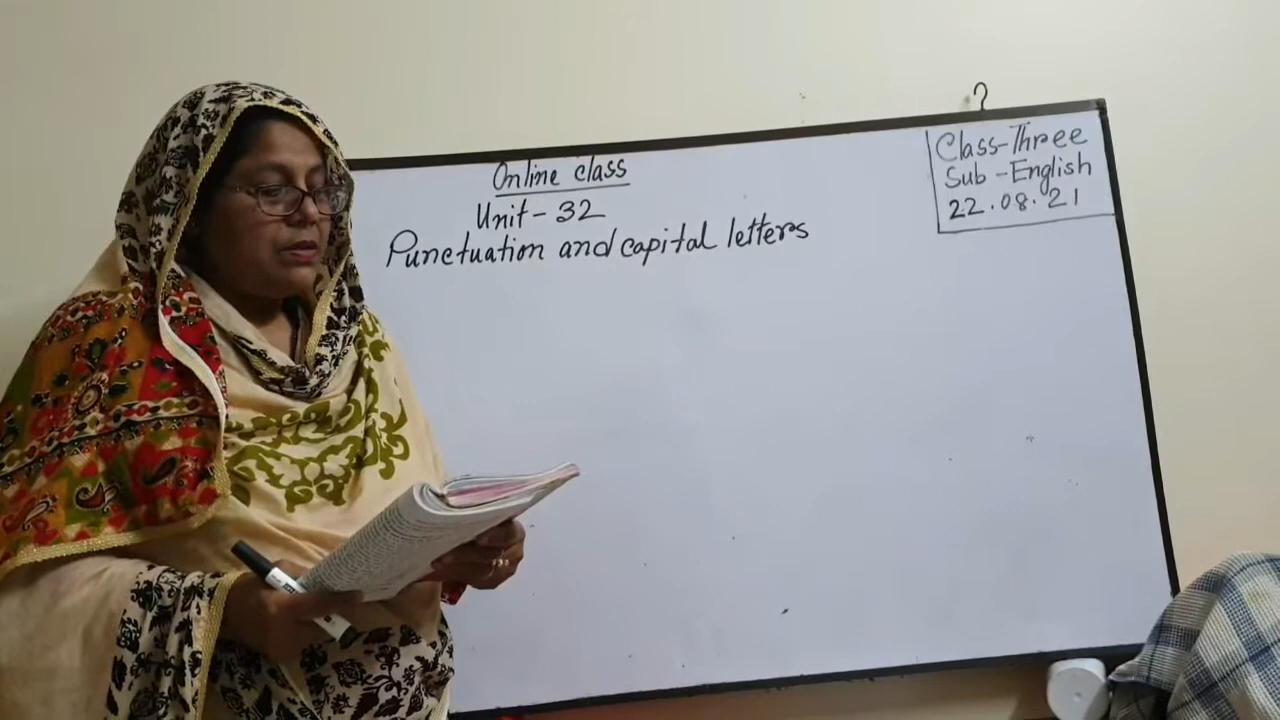 Online class
Unit-32
Punctuation and capital letters
Class-Three
Sub-English
22.08.21